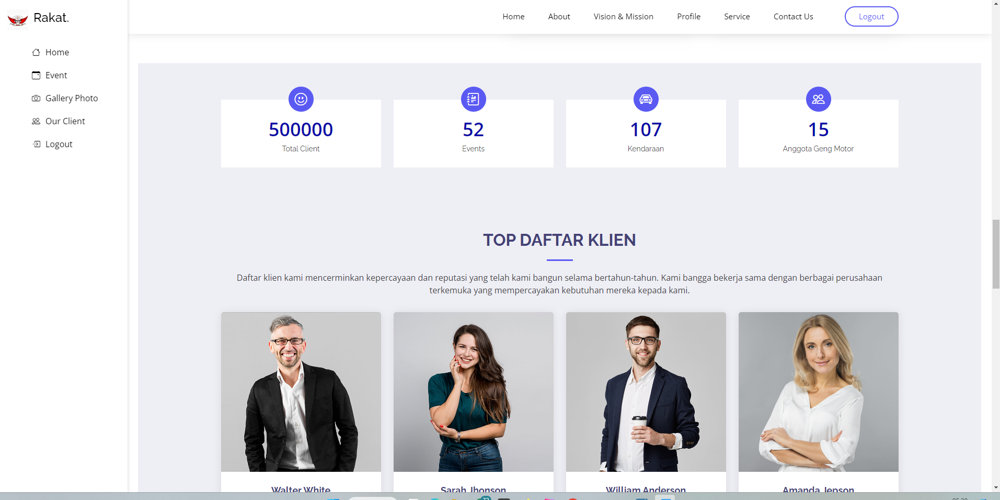 Rakat.
Home
Event
Gallery Photo
Our Client
Logout
Home About Vision & Mission Profile Service Contact Us Logout
500000
Total Client
52
Events
107
Kendaraan
15
Anggota Geng Motor
TOP DAFTAR KLIEN
Daftar klien kami mencerminkan kepercayaan dan reputasi yang telah kami bangun selama bertahun-tahun. Kami bangga bekerja sama dengan berbagai perusahaan
terkemuka yang mempercayakan kebutuhan mereka kepada kami.
Walter White
Sarah Jhonson
William Anderson
Amanda Jepson